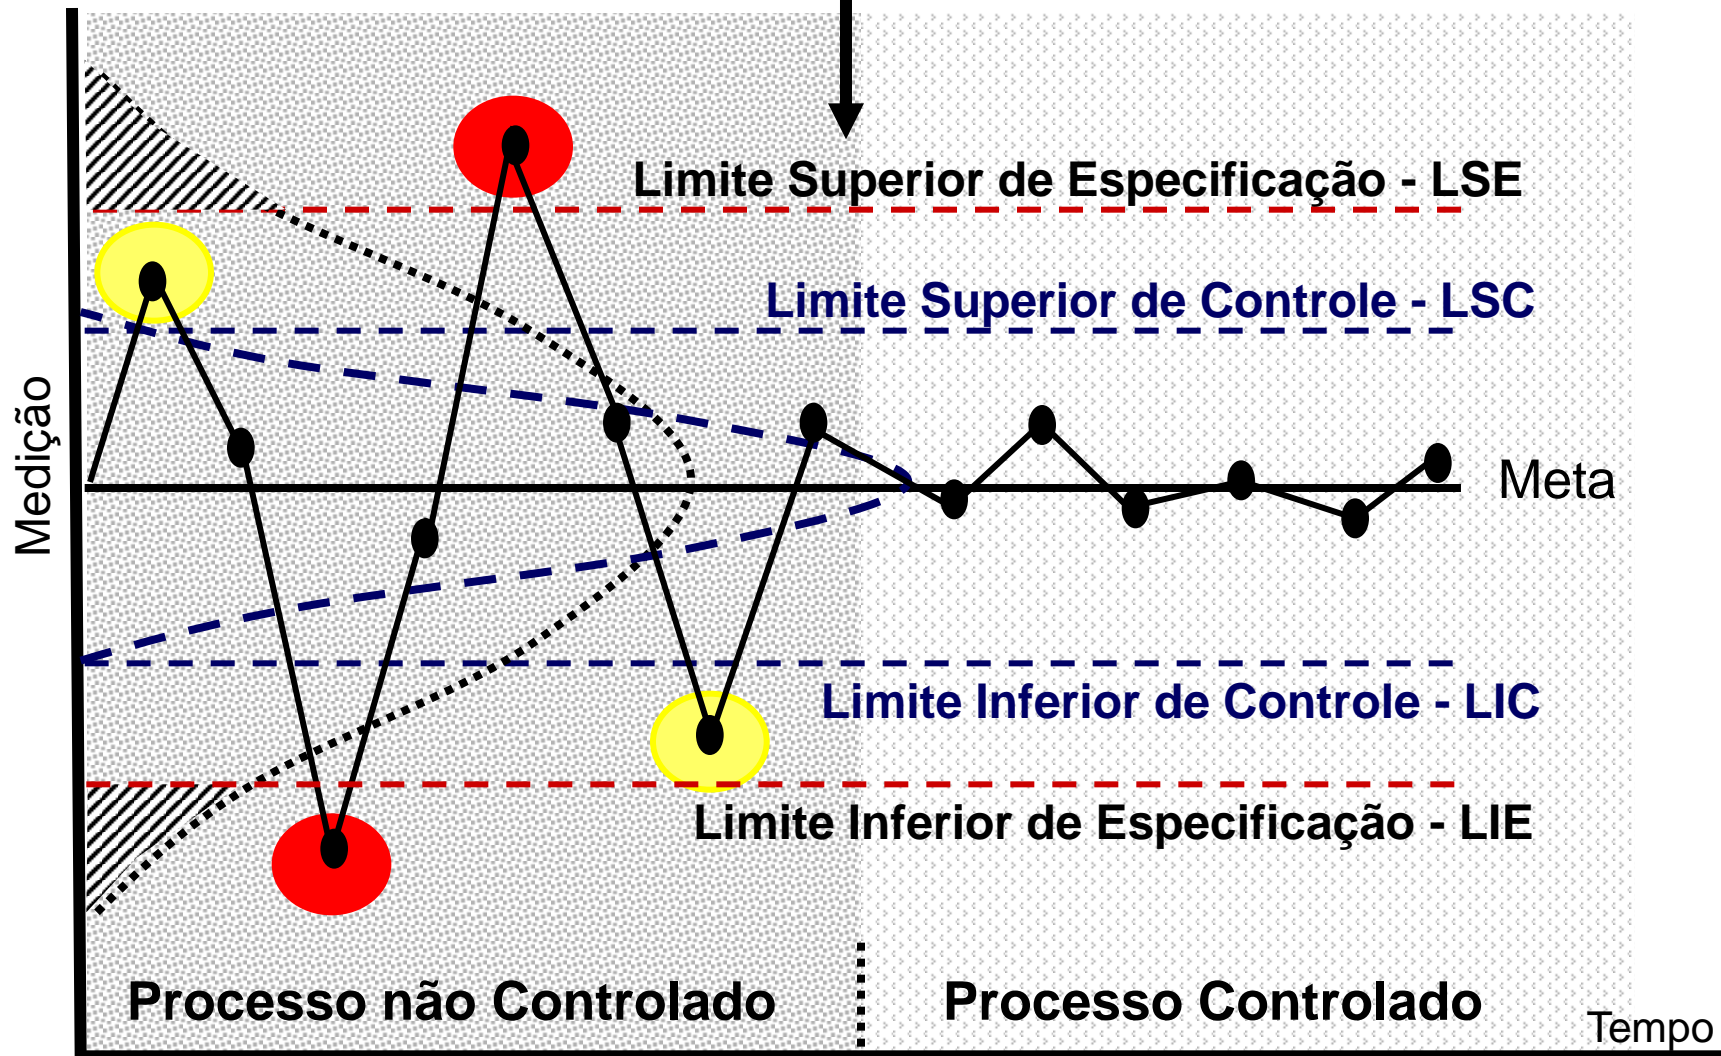 Limite Superior de Especificação - LSE
Limite Superior de Controle - LSC
Medição
Meta
Limite Inferior de Controle - LIC
Limite Inferior de Especificação - LIE
Processo não Controlado
Processo Controlado
Tempo